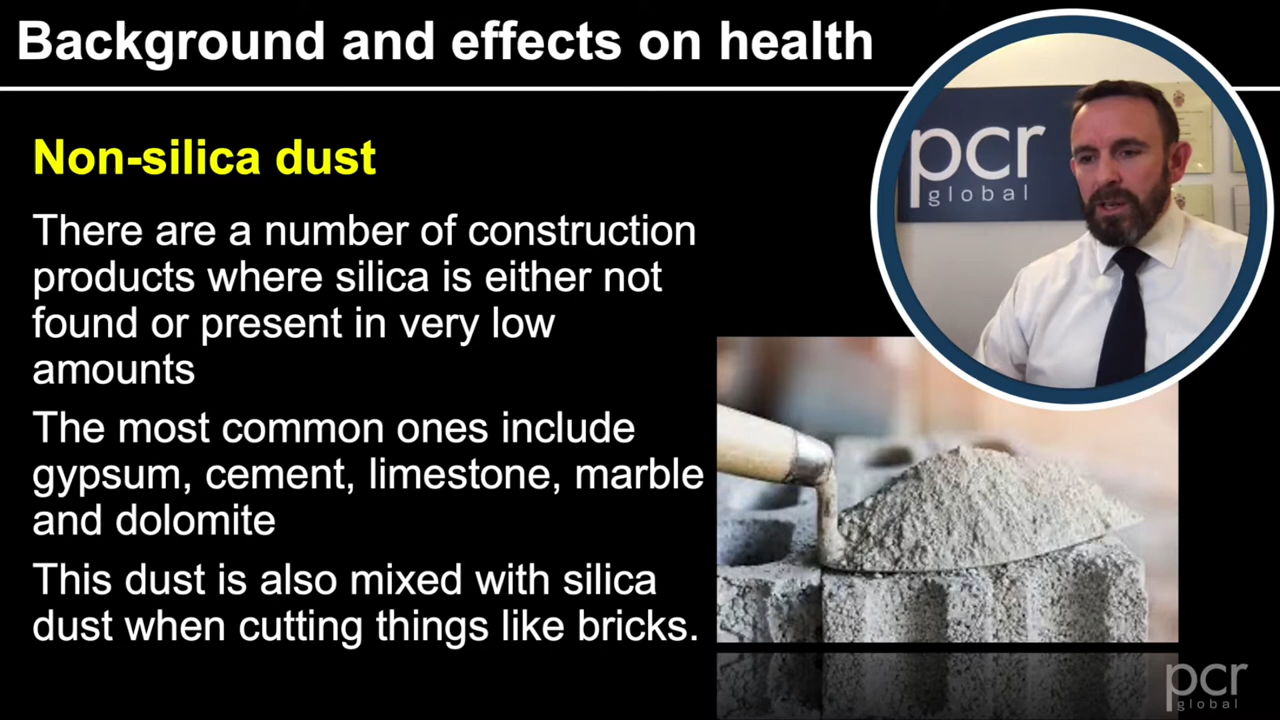 Background and effects on health
Non-silica dust
There are a number of construction
products where silica is either not
found or present in very low
amounts
The most common ones include
gypsum, cement, limestone, marble
and dolomite
This dust is also mixed with silica
dust when cutting things like bricks.
pcr
global
pcr
global